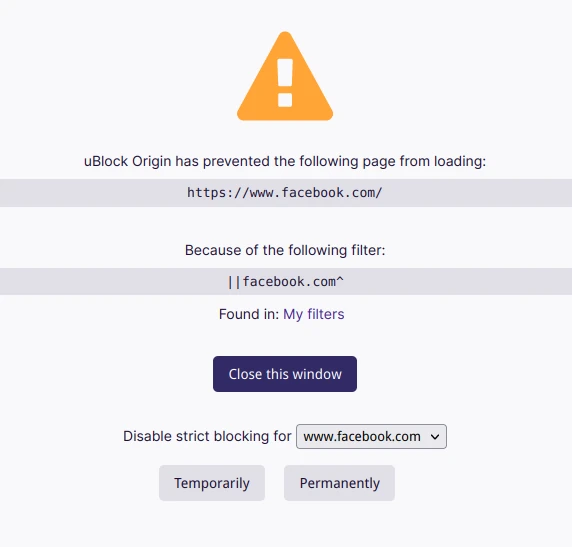 uBlock Origin has prevented the following page from loading:
https://www.facebook.com/
Because of the following filter:
||facebook.com^
Found in: My filters
Close this window
Disable strict blocking for www.facebook.com
Temporarily Permanently